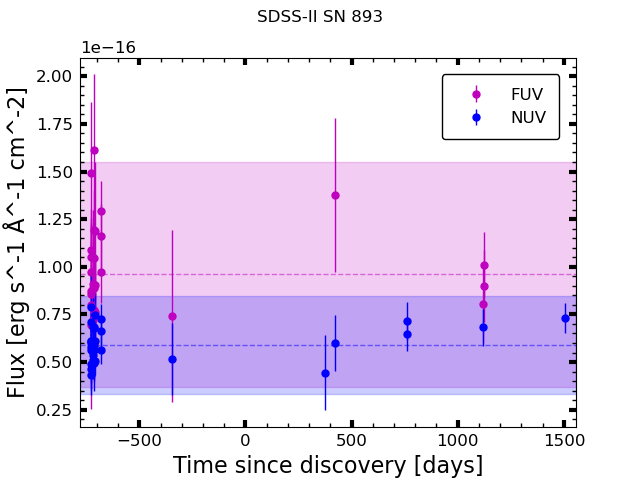 SDSS-II SN 893
1e−16
2.00
1.75
1.50
1.25
1.00
0.75
0.50
0.25
Flux [erg s^-1 Å^-1 cm^-2]
FUV
NUV
−500
0
500
1000
1500
Time since discovery [days]